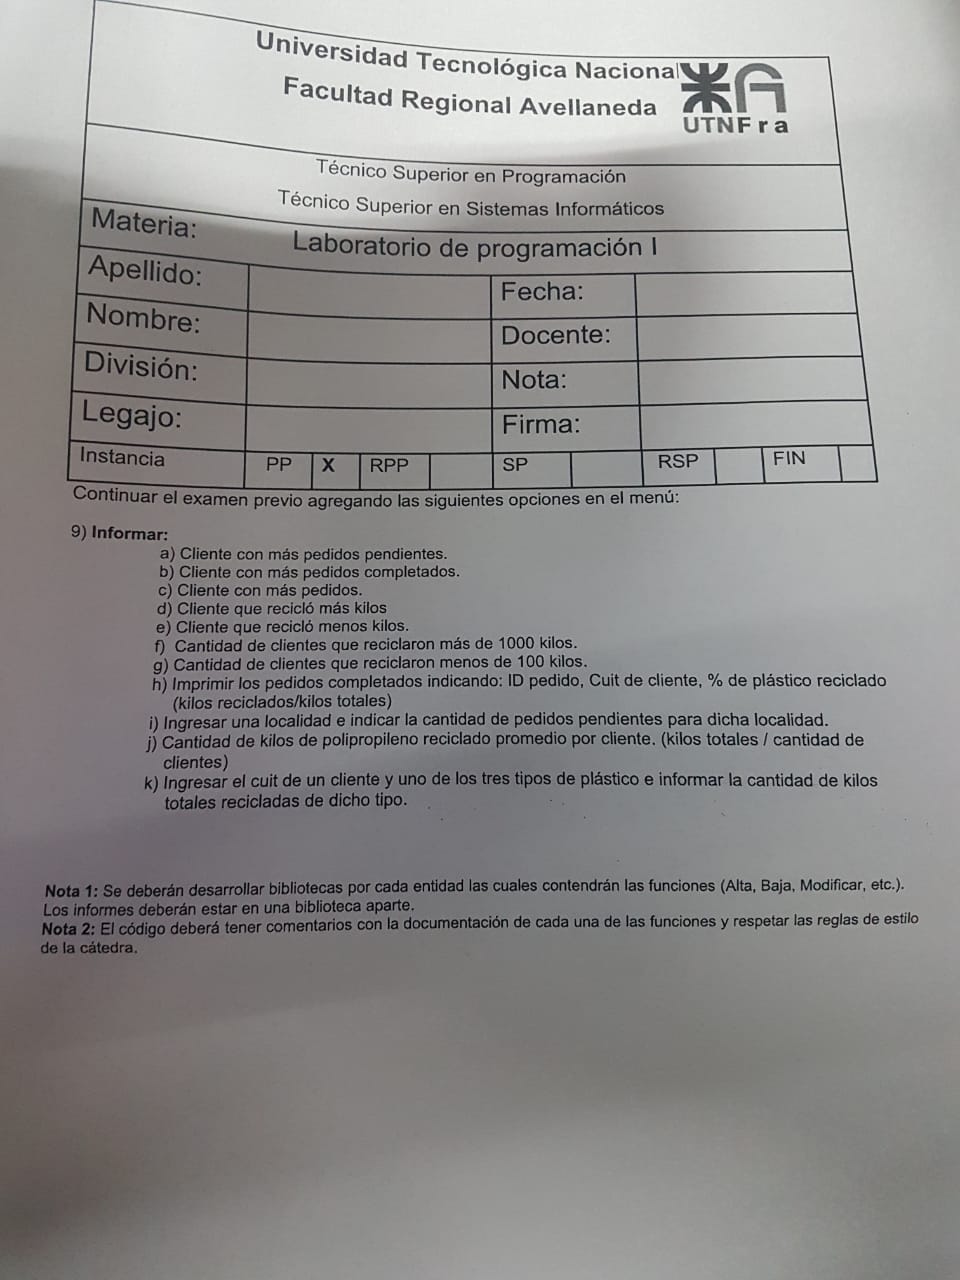 Universidad Tecnológica Nacional
Facultad Regional Avellaneda
UTNFra
Técnico Superior en Programación
Técnico Superior en Sistemas Informáticos
Materia: Laboratorio de programación I
Apellido: Fecha:
Nombre: Docente:
División: Nota:
Legajo: Firma:
Instancia PP X RPP SP RSP FIN
Continuar el examen previo agregando las siguientes opciones en el menú:
9) Informar:
a) Cliente con más pedidos pendientes.
b) Cliente con más pedidos completados.
c) Cliente con más pedidos.
d) Cliente que recicló más kilos
e) Cliente que recicló menos kilos.
f) Cantidad de clientes que reciclaron más de 1000 kilos.
g) Cantidad de clientes que reciclaron menos de 100 kilos.
h) Imprimir los pedidos completados indicando: ID pedido, Cuit de cliente, % de plástico reciclado
(kilos reciclados/kilos totales)
i) Ingresar una localidad e indicar la cantidad de pedidos pendientes para dicha localidad.
j) Cantidad de kilos de polipropileno reciclado promedio por cliente. (kilos totales / cantidad de
clientes)
k) Ingresar el cuit de un cliente y uno de los tres tipos de plástico e informar la cantidad de kilos
totales recicladas de dicho tipo.
Nota 1: Se deberán desarrollar bibliotecas por cada entidad las cuales contendrán las funciones (Alta, Baja, Modificar, etc.).
Los informes deberán estar en una biblioteca aparte.
Nota 2: El código deberá tener comentarios con la documentación de cada una de las funciones y respetar las reglas de estilo
de la cátedra.